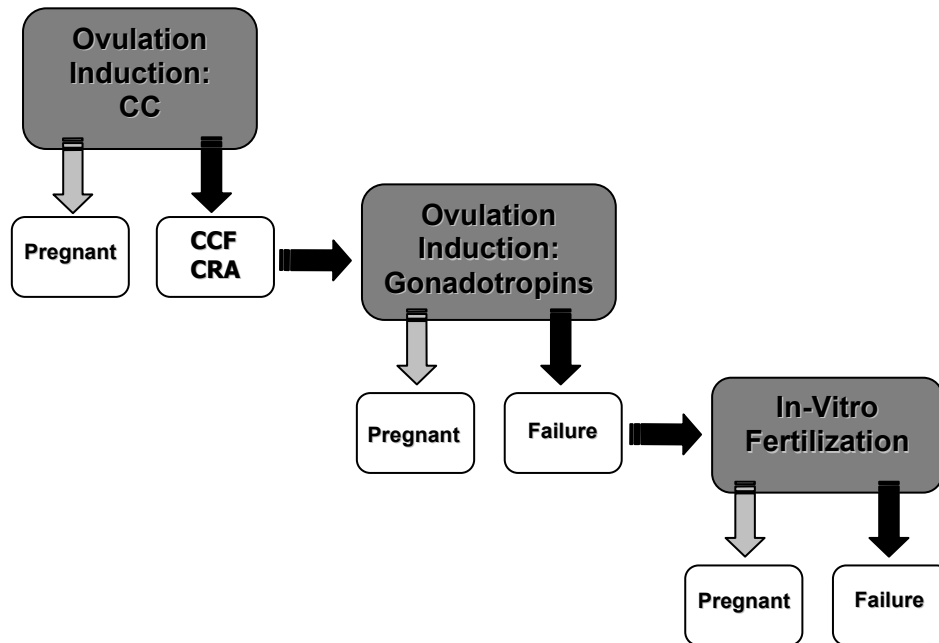 Ovulation
Induction:
CC
Pregnant
CCF
CRA
Ovulation
Induction:
Gonadotropins
Pregnant
Failure
In-Vitro
Fertilization
Pregnant
Failure